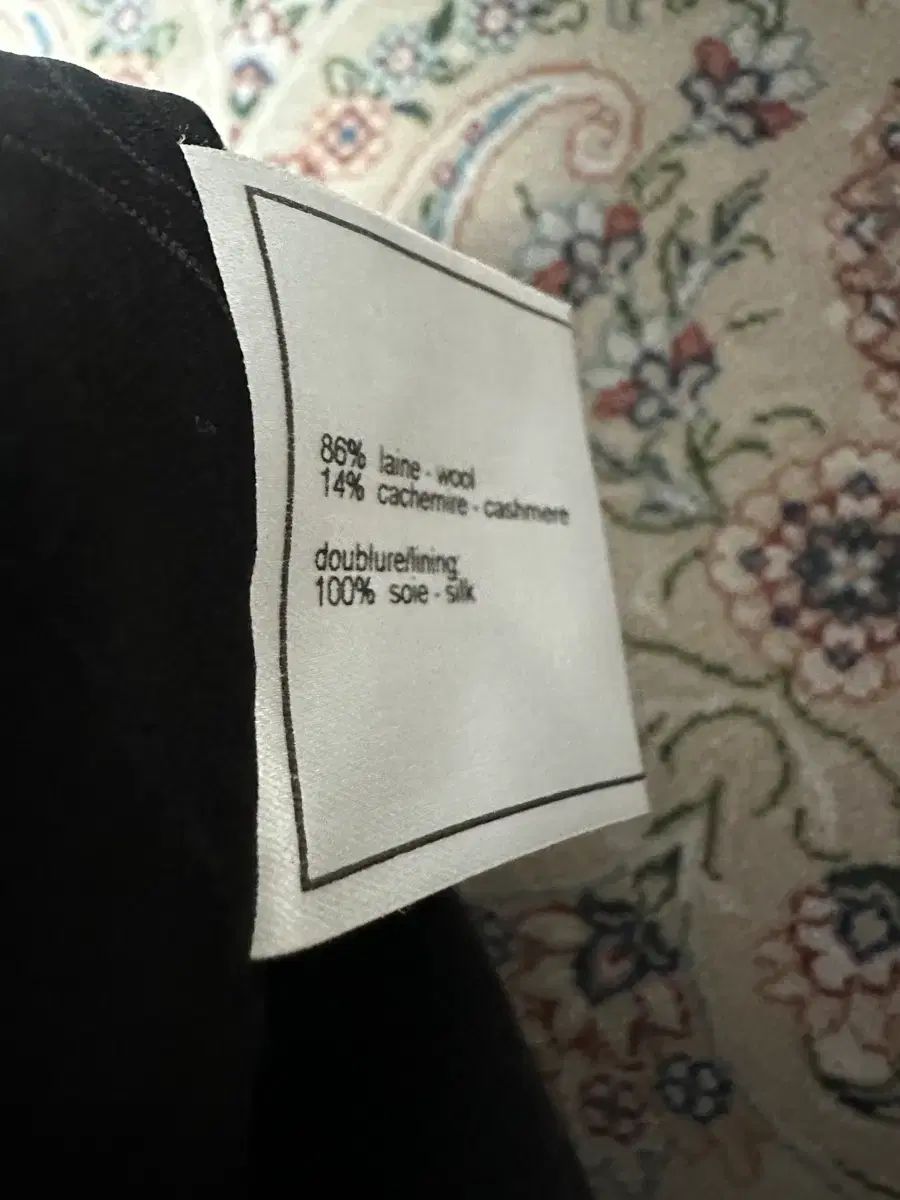 86% laine - wool
14% cachemire - cashmere
doublure/lining
100% soie - silk